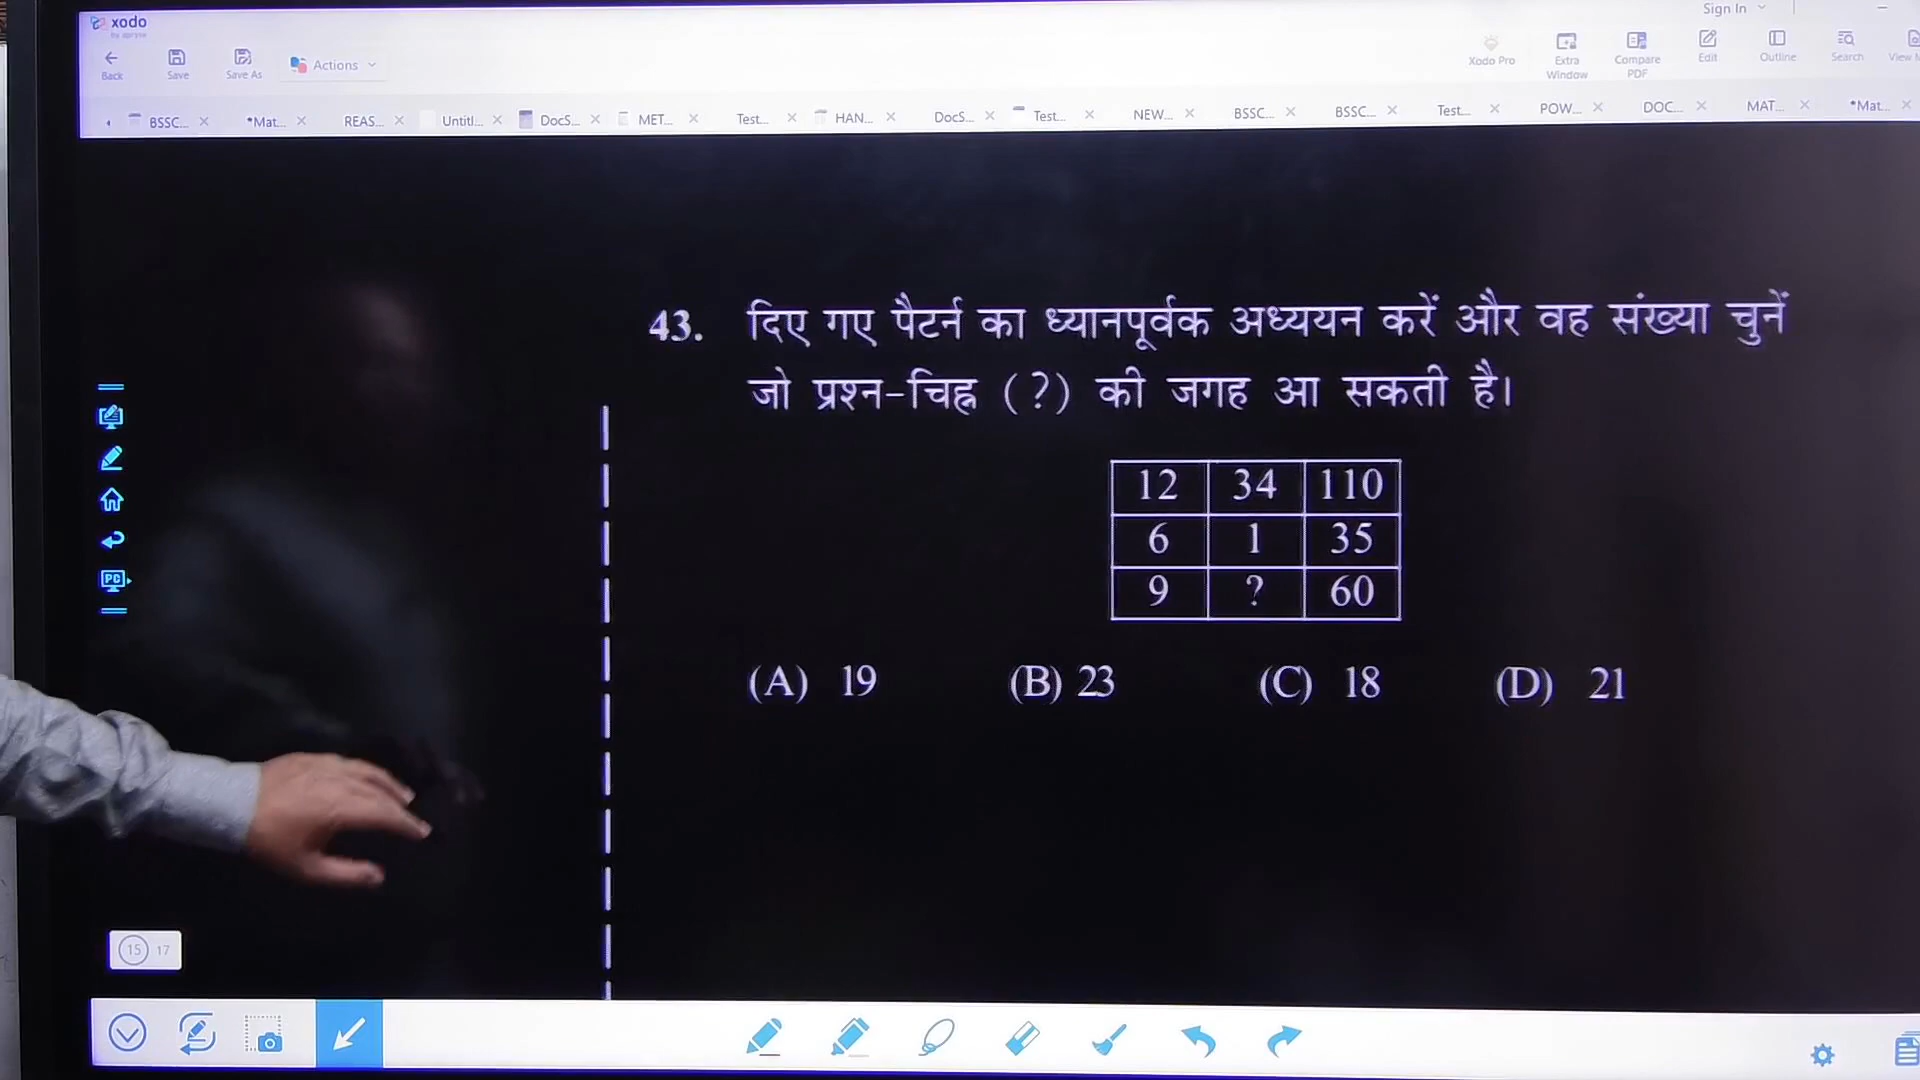 xodo
by apryse
Sign In
Back
Save
Save As
Actions
Xodo Pro
Extra Window
Compare PDF
Edit
Outline
Search
BSSC...
*Mat...
REAS...
Untitl...
DocS...
MET...
Test...
HAN...
DocS...
Test...
NEW...
BSSC...
BSSC...
Test...
POW...
DOC...
MAT...
*Mat...
43. दिए गए पैटर्न का ध्यानपूर्वक अध्ययन करें और वह संख्या चुनें
जो प्रश्न-चिह्न (?) की जगह आ सकती है।
12 34 110
6 1 35
9 ? 60
(A) 19 (B) 23 (C) 18 (D) 21
PC
15 17